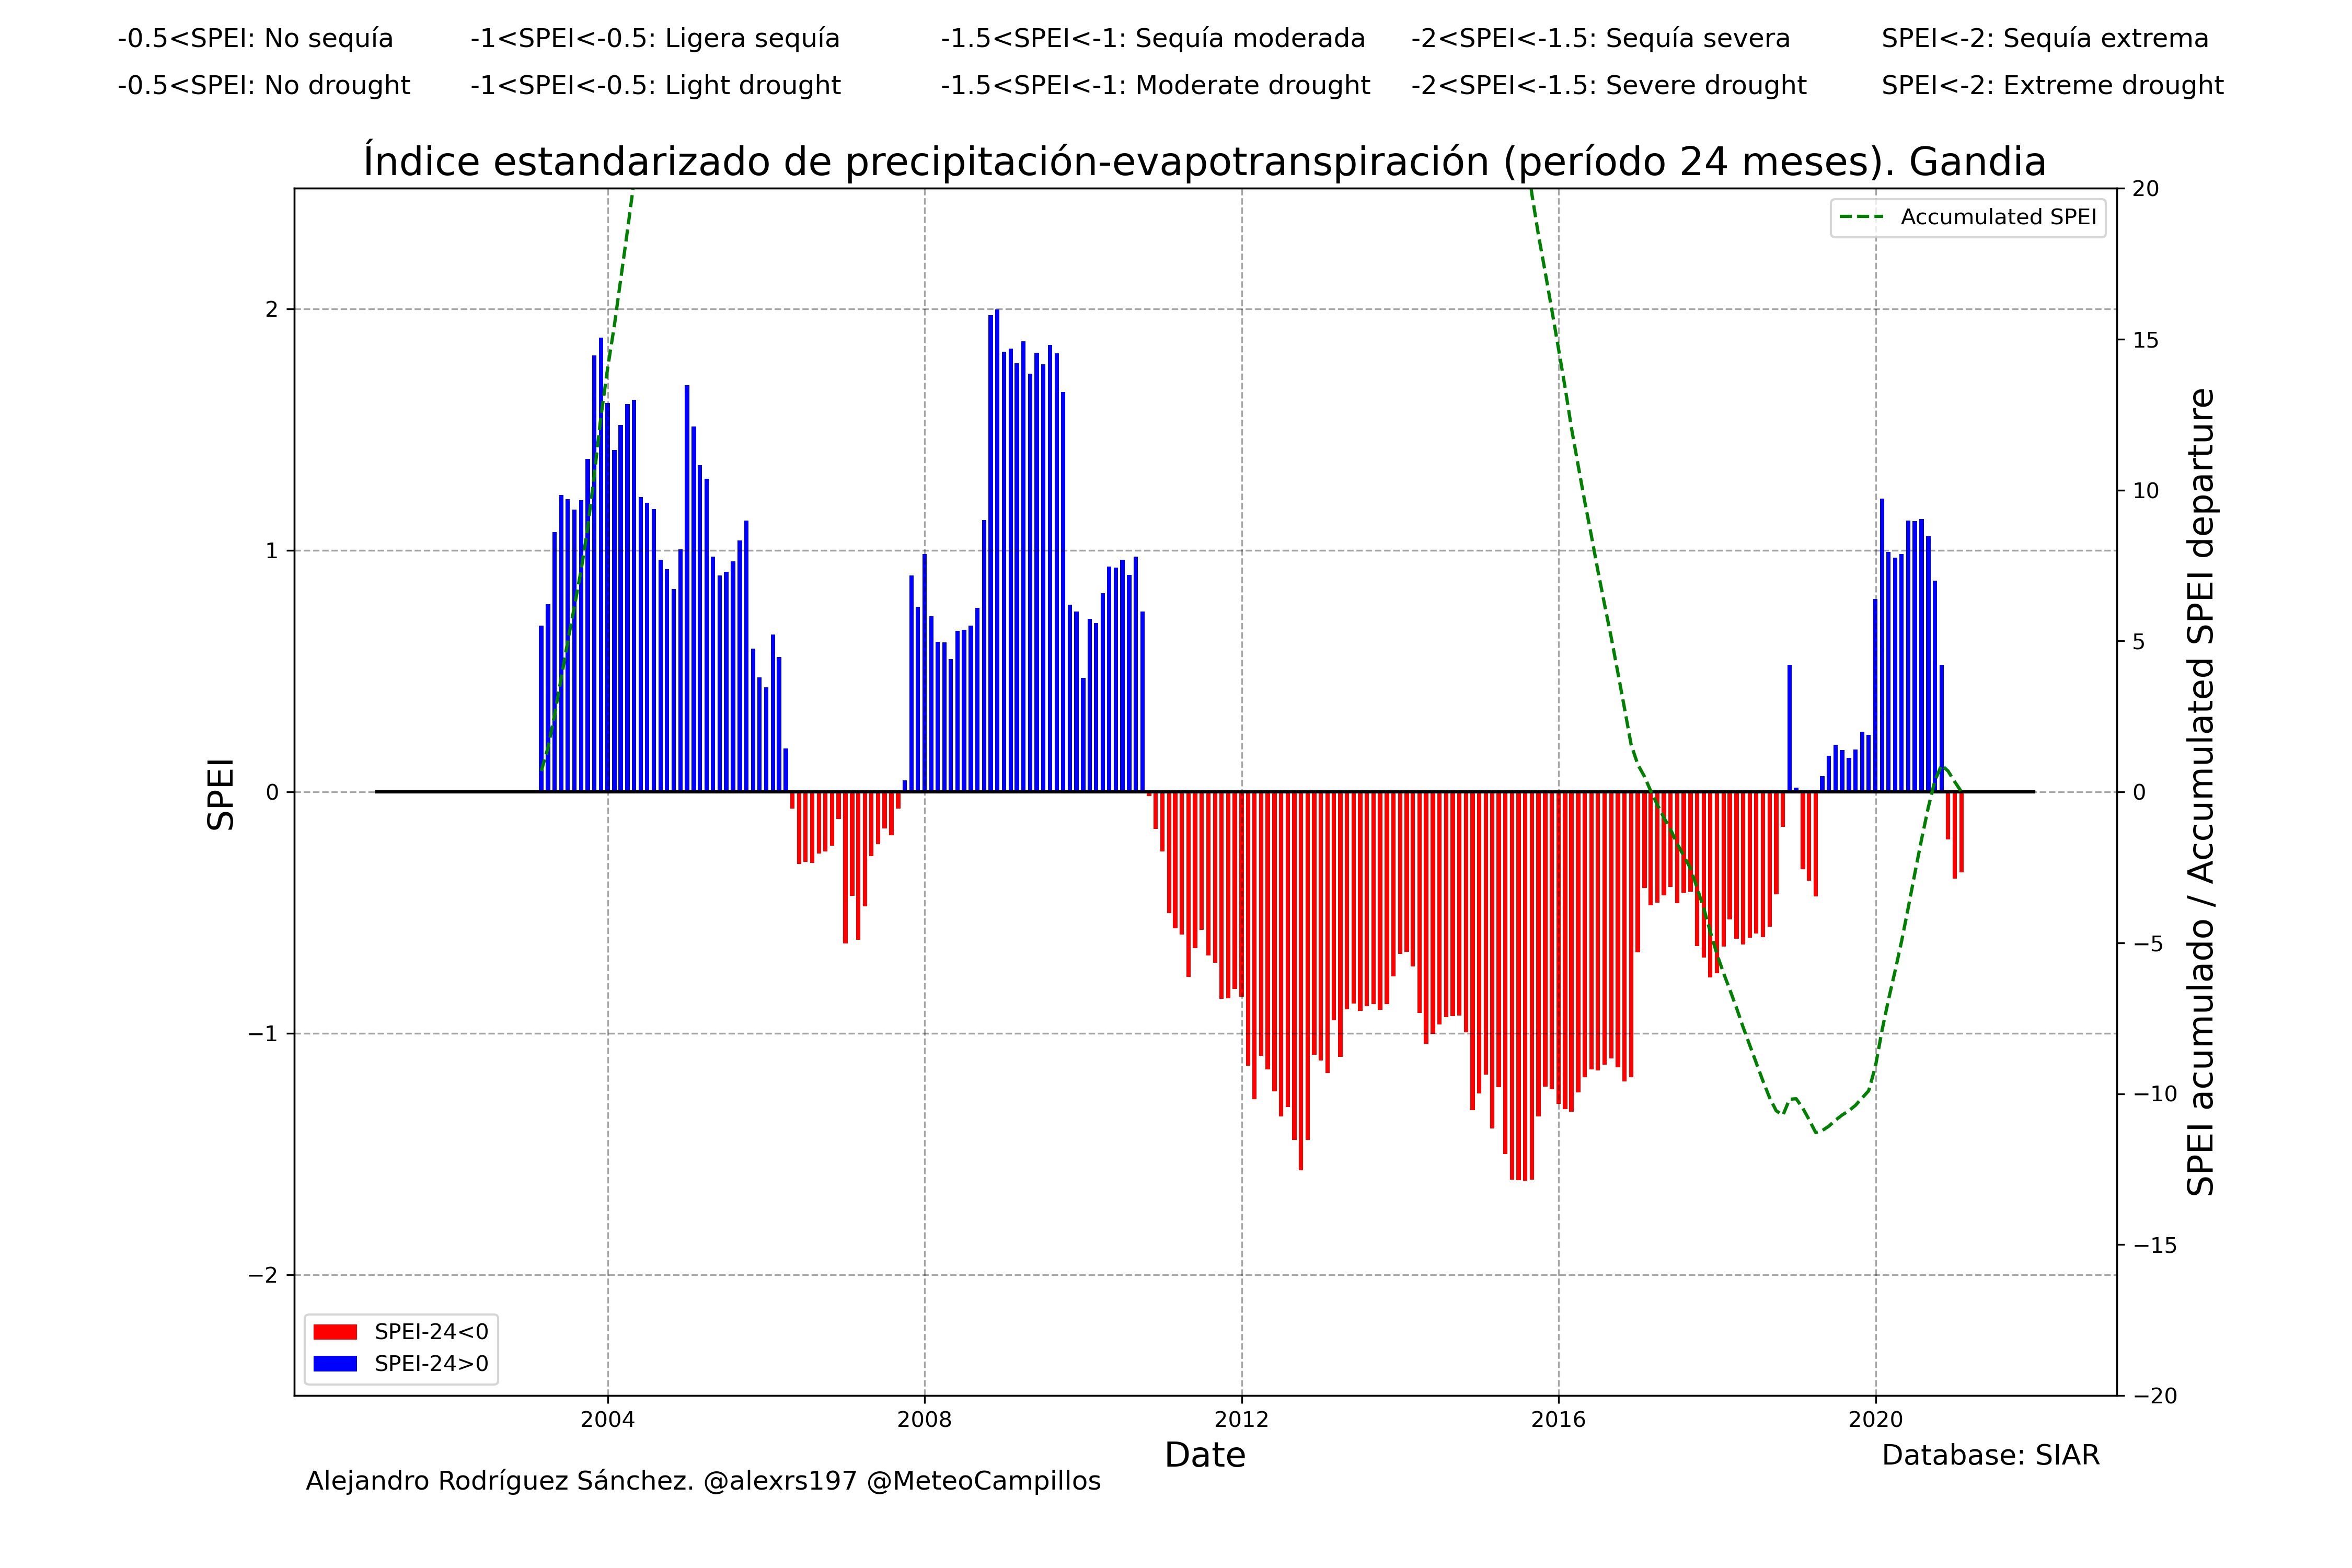 -0.5<SPEI: No sequía -1<SPEI<-0.5: Ligera sequía -1.5<SPEI<-1: Sequía moderada -2<SPEI<-1.5: Sequía severa SPEI<-2: Sequía extrema
-0.5<SPEI: No drought -1<SPEI<-0.5: Light drought -1.5<SPEI<-1: Moderate drought -2<SPEI<-1.5: Severe drought SPEI<-2: Extreme drought
Índice estandarizado de precipitación-evapotranspiración (período 24 meses). Gandia
Accumulated SPEI
SPEI
2
1
0
−1
−2
20
15
10
5
0
−5
−10
−15
−20
SPEI acumulado / Accumulated SPEI departure
SPEI-24<0
SPEI-24>0
2004 2008 2012 2016 2020
Date
Database: SIAR
Alejandro Rodríguez Sánchez. @alexrs197 @MeteoCampillos